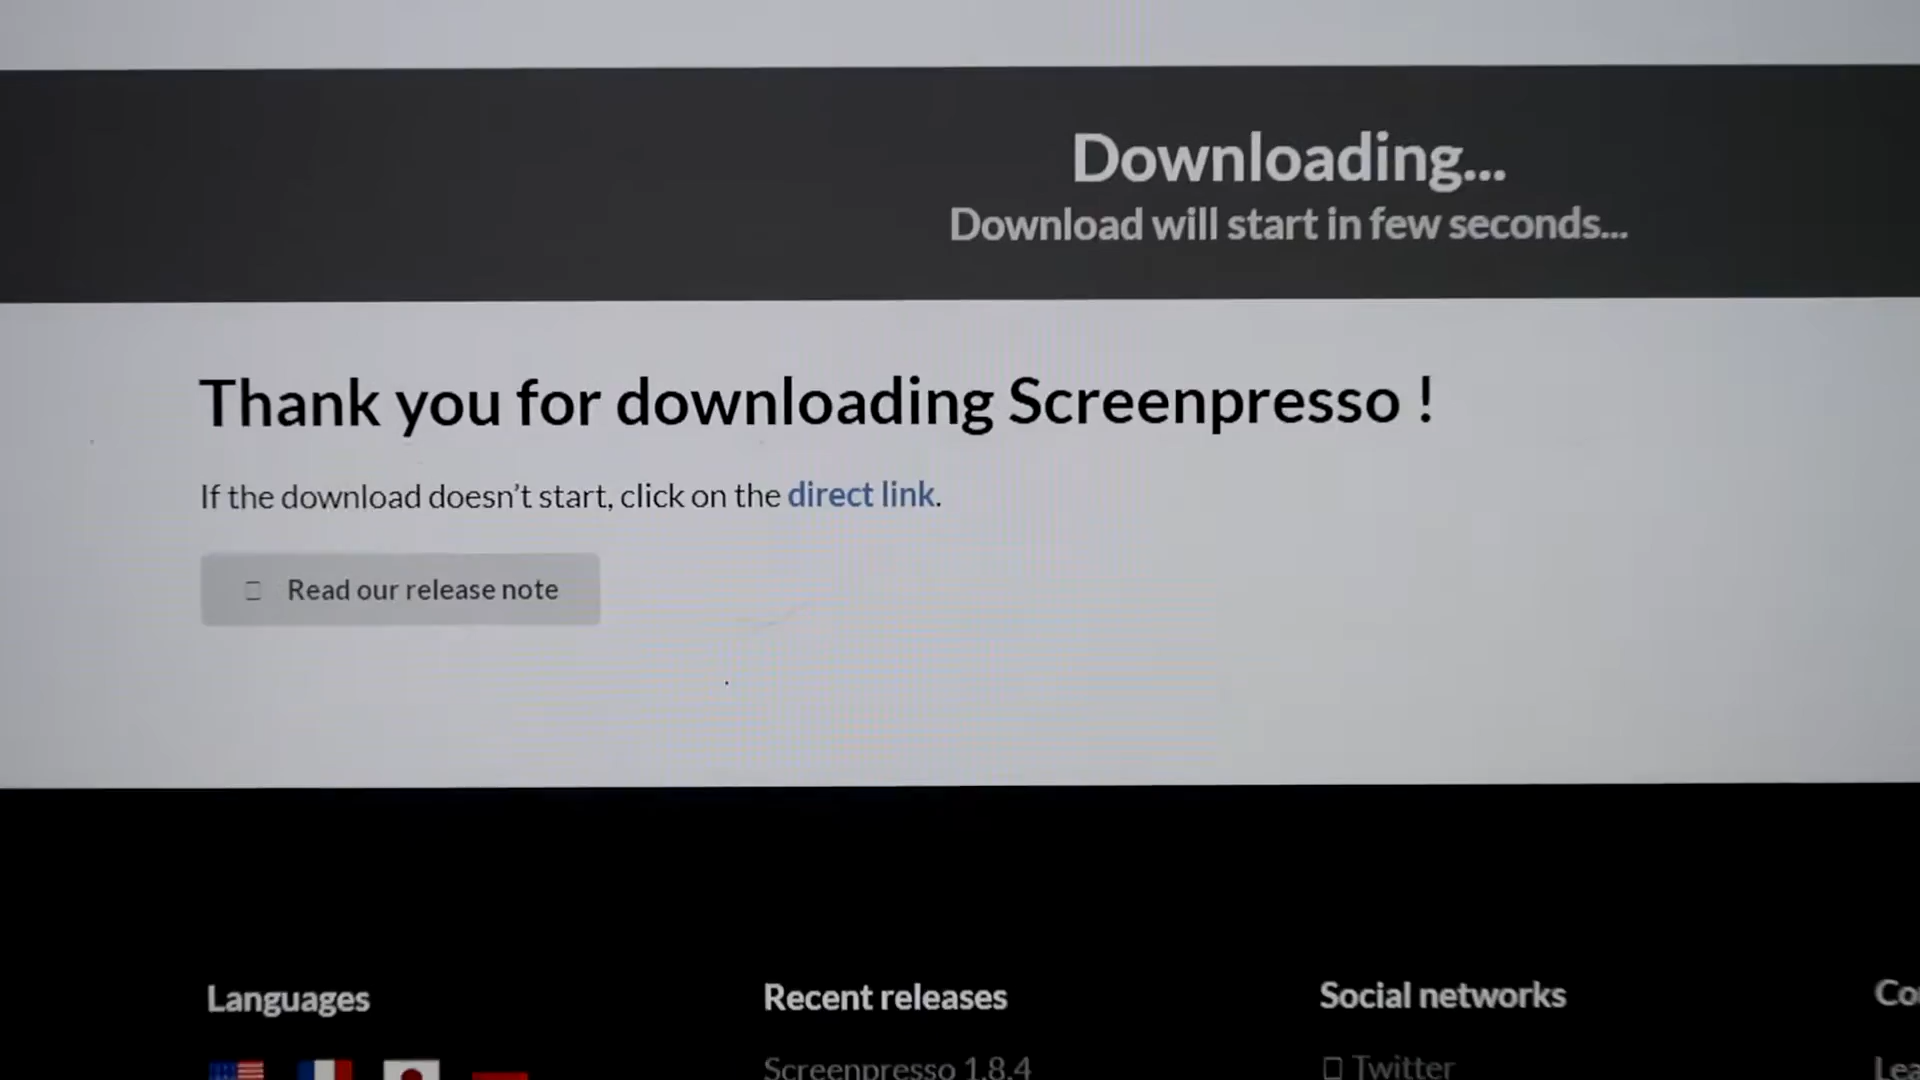 Downloading...
Download will start in few seconds...
Thank you for downloading Screenpresso !
If the download doesn't start, click on the direct link.
Read our release note
Languages
Recent releases
Social networks
Screenpresso 1.8.4
Twitter